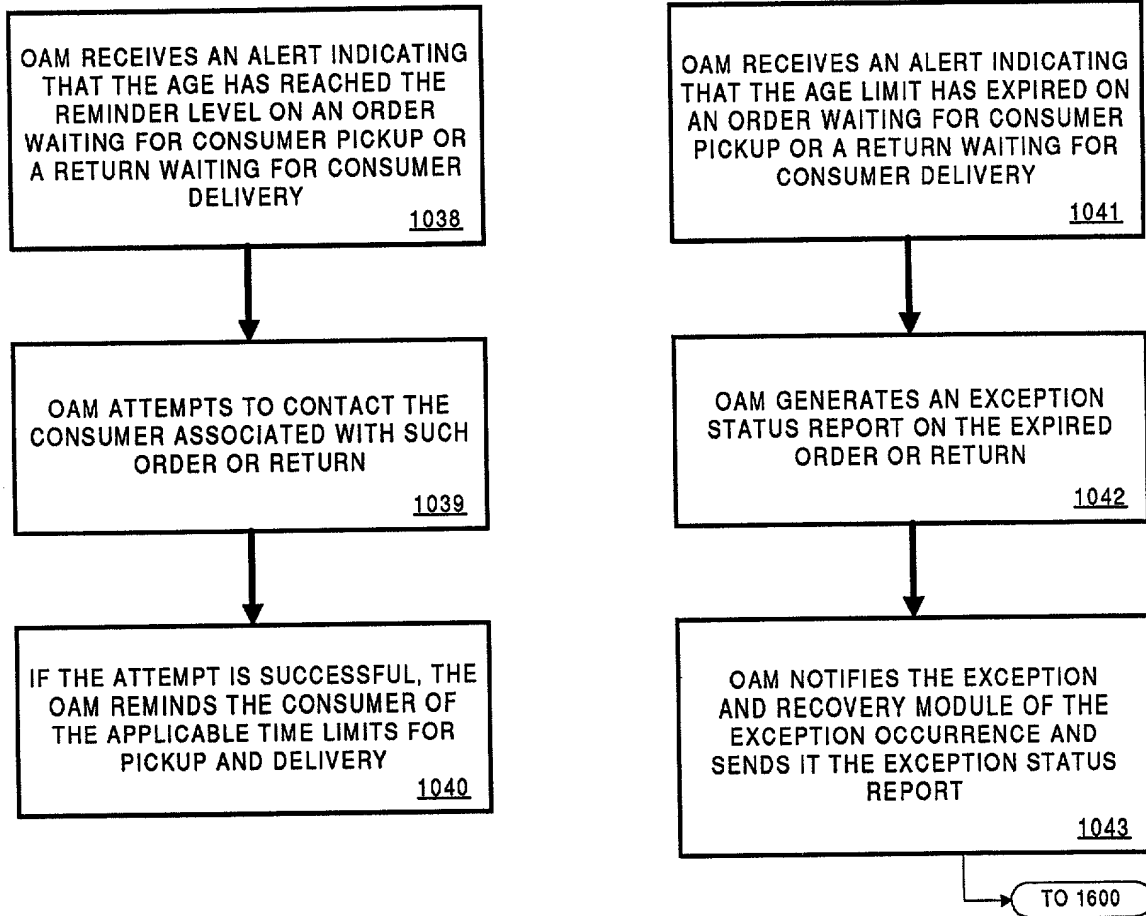 OAM RECEIVES AN ALERT INDICATING
THAT THE AGE HAS REACHED THE
REMINDER LEVEL ON AN ORDER
WAITING FOR CONSUMER PICKUP OR
A RETURN WAITING FOR CONSUMER
DELIVERY
1038
OAM ATTEMPTS TO CONTACT THE
CONSUMER ASSOCIATED WITH SUCH
ORDER OR RETURN
1039
IF THE ATTEMPT IS SUCCESSFUL, THE
OAM REMINDS THE CONSUMER OF
THE APPLICABLE TIME LIMITS FOR
PICKUP AND DELIVERY
1040
OAM RECEIVES AN ALERT INDICATING
THAT THE AGE LIMIT HAS EXPIRED ON
AN ORDER WAITING FOR CONSUMER
PICKUP OR A RETURN WAITING FOR
CONSUMER DELIVERY
1041
OAM GENERATES AN EXCEPTION
STATUS REPORT ON THE EXPIRED
ORDER OR RETURN
1042
OAM NOTIFIES THE EXCEPTION
AND RECOVERY MODULE OF THE
EXCEPTION OCCURRENCE AND
SENDS IT THE EXCEPTION STATUS
REPORT
1043
TO 1600